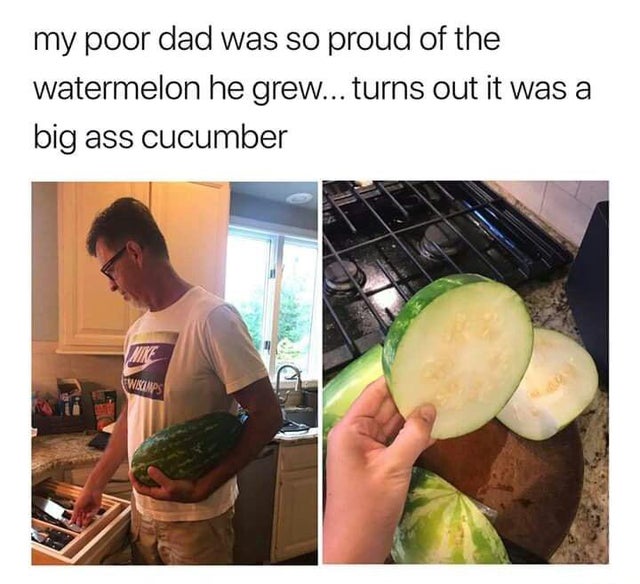 my poor dad was so proud of the
watermelon he grew... turns out it was a
big ass cucumber
NIKE